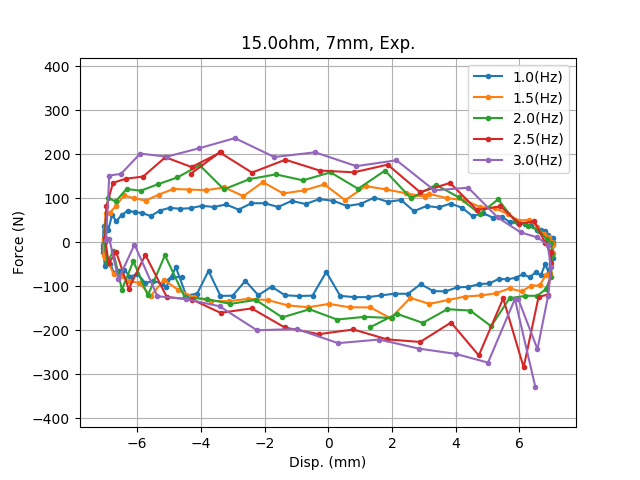 15.0ohm, 7mm, Exp.
1.0(Hz)
1.5(Hz)
2.0(Hz)
2.5(Hz)
3.0(Hz)
400
300
200
100
0
−100
−200
−300
−400
Force (N)
−6 −4 −2 0 2 4 6
Disp. (mm)